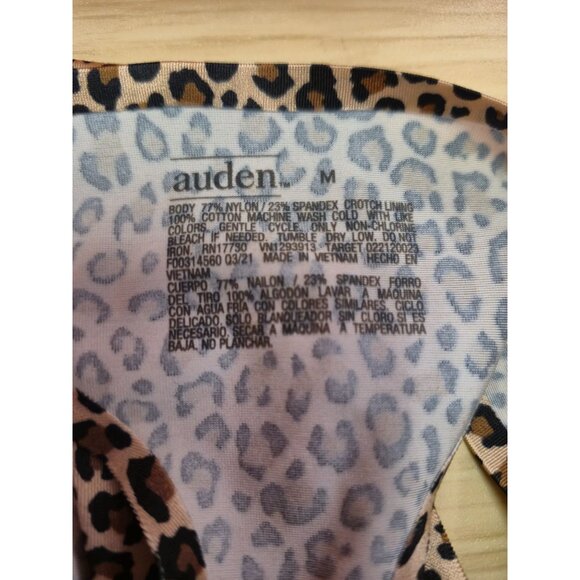 auden™ M
BODY 77% NYLON / 23% SPANDEX CROTCH LINING
100% COTTON MACHINE WASH COLD WITH LIKE
COLORS. GENTLE CYCLE. ONLY NON-CHLORINE
BLEACH IF NEEDED. TUMBLE DRY LOW. DO NOT
IRON. RN17730 VN1293913 TARGET 022120023
F00314560 03/21 MADE IN VIETNAM HECHO EN
VIETNAM
CUERPO 77% NAILON / 23% SPANDEX FORRO
DEL TIRO 100% ALGODÓN LAVAR A MÁQUINA
CON AGUA FRÍA CON COLORES SIMILARES. CICLO
DELICADO. SOLO BLANQUEADOR SIN CLORO SI ES
NECESARIO. SECAR A MÁQUINA A TEMPERATURA
BAJA. NO PLANCHAR.